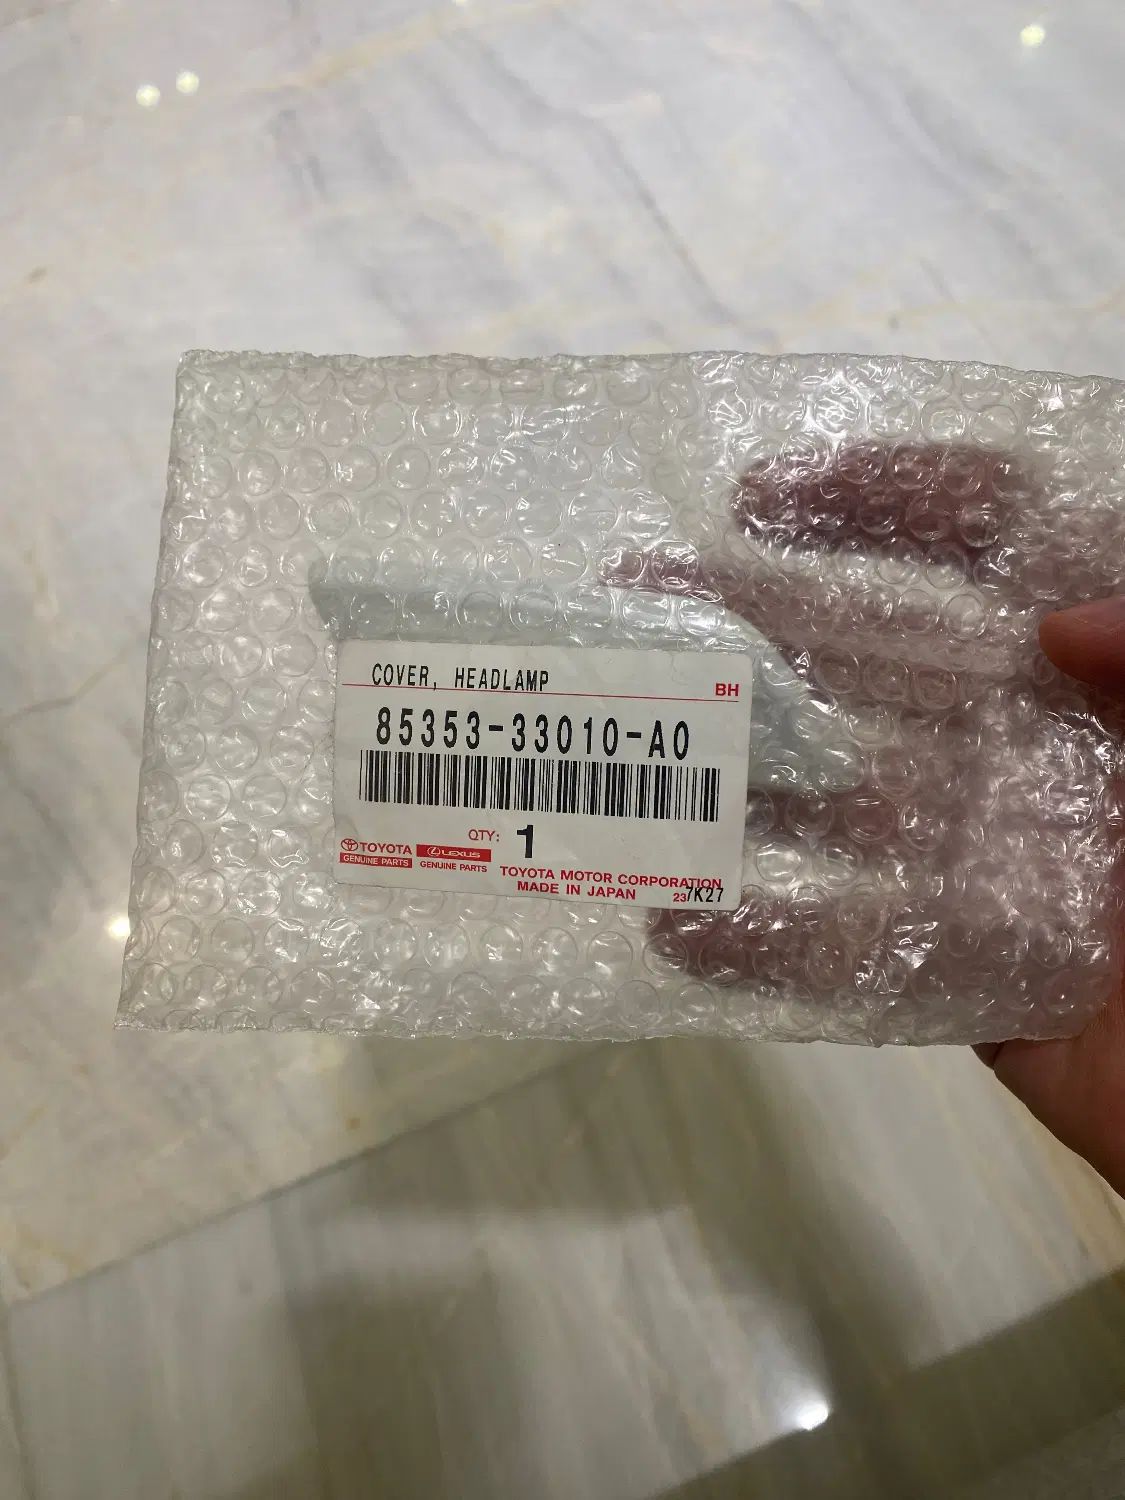 COVER, HEADLAMP
BH
85353-33010-A0
QTY: 1
TOYOTA LEXUS
GENUINE PARTS GENUINE PARTS
TOYOTA MOTOR CORPORATION
MADE IN JAPAN 237K27